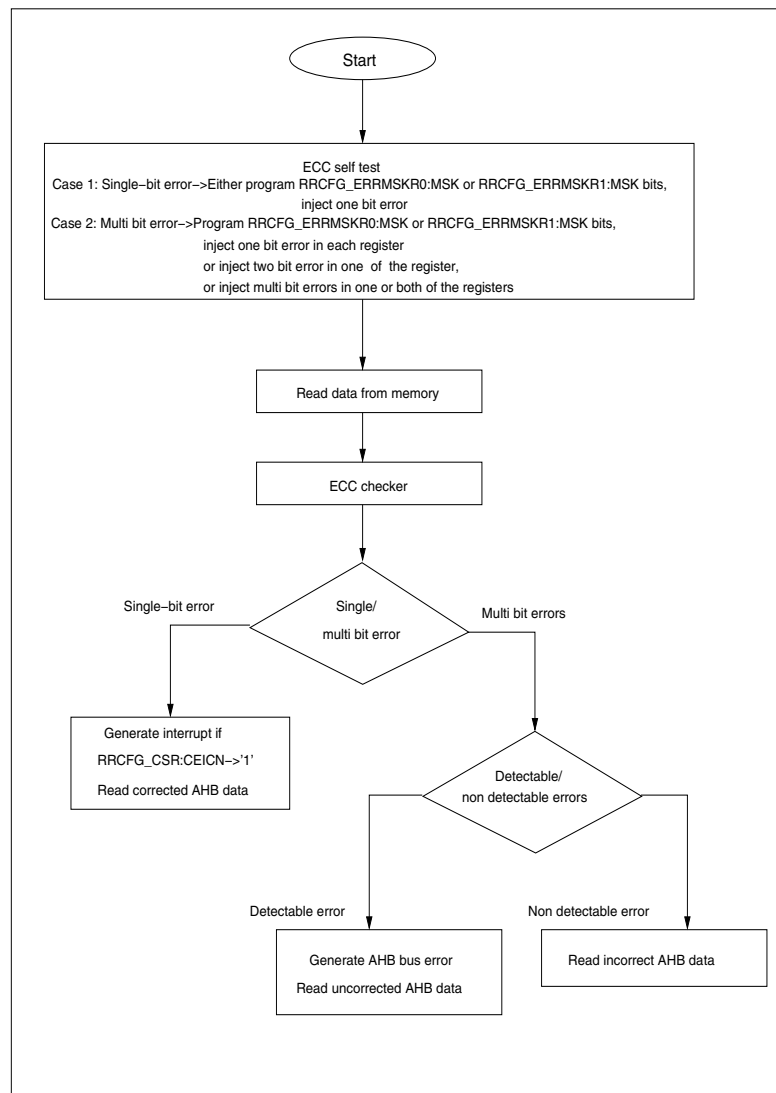 Start
ECC self test
Case 1: Single-bit error->Either program RRCFG_ERRMSKR0:MSK or RRCFG_ERRMSKR1:MSK bits,
inject one bit error
Case 2: Multi bit error->Program RRCFG_ERRMSKR0:MSK or RRCFG_ERRMSKR1:MSK bits,
inject one bit error in each register
or inject two bit error in one of the register,
or inject multi bit errors in one or both of the registers
Read data from memory
ECC checker
Single-bit error
Single/
multi bit error
Multi bit errors
Generate interrupt if
RRCFG_CSR:CEICN->'1'
Read corrected AHB data
Detectable/
non detectable errors
Detectable error
Non detectable error
Generate AHB bus error
Read uncorrected AHB data
Read incorrect AHB data